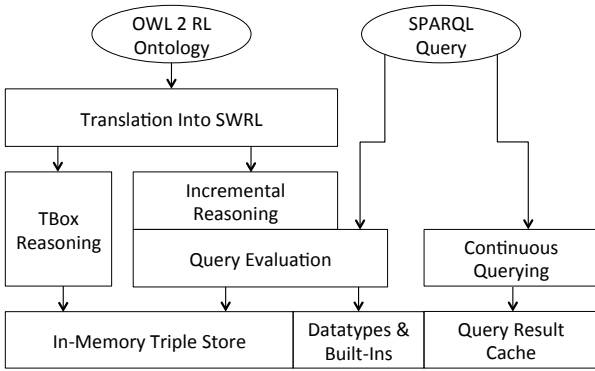 OWL 2 RL
Ontology
SPARQL
Query
Translation Into SWRL
TBox
Reasoning
Incremental
Reasoning
Query Evaluation
Continuous
Querying
In-Memory Triple Store
Datatypes &
Built-Ins
Query Result
Cache